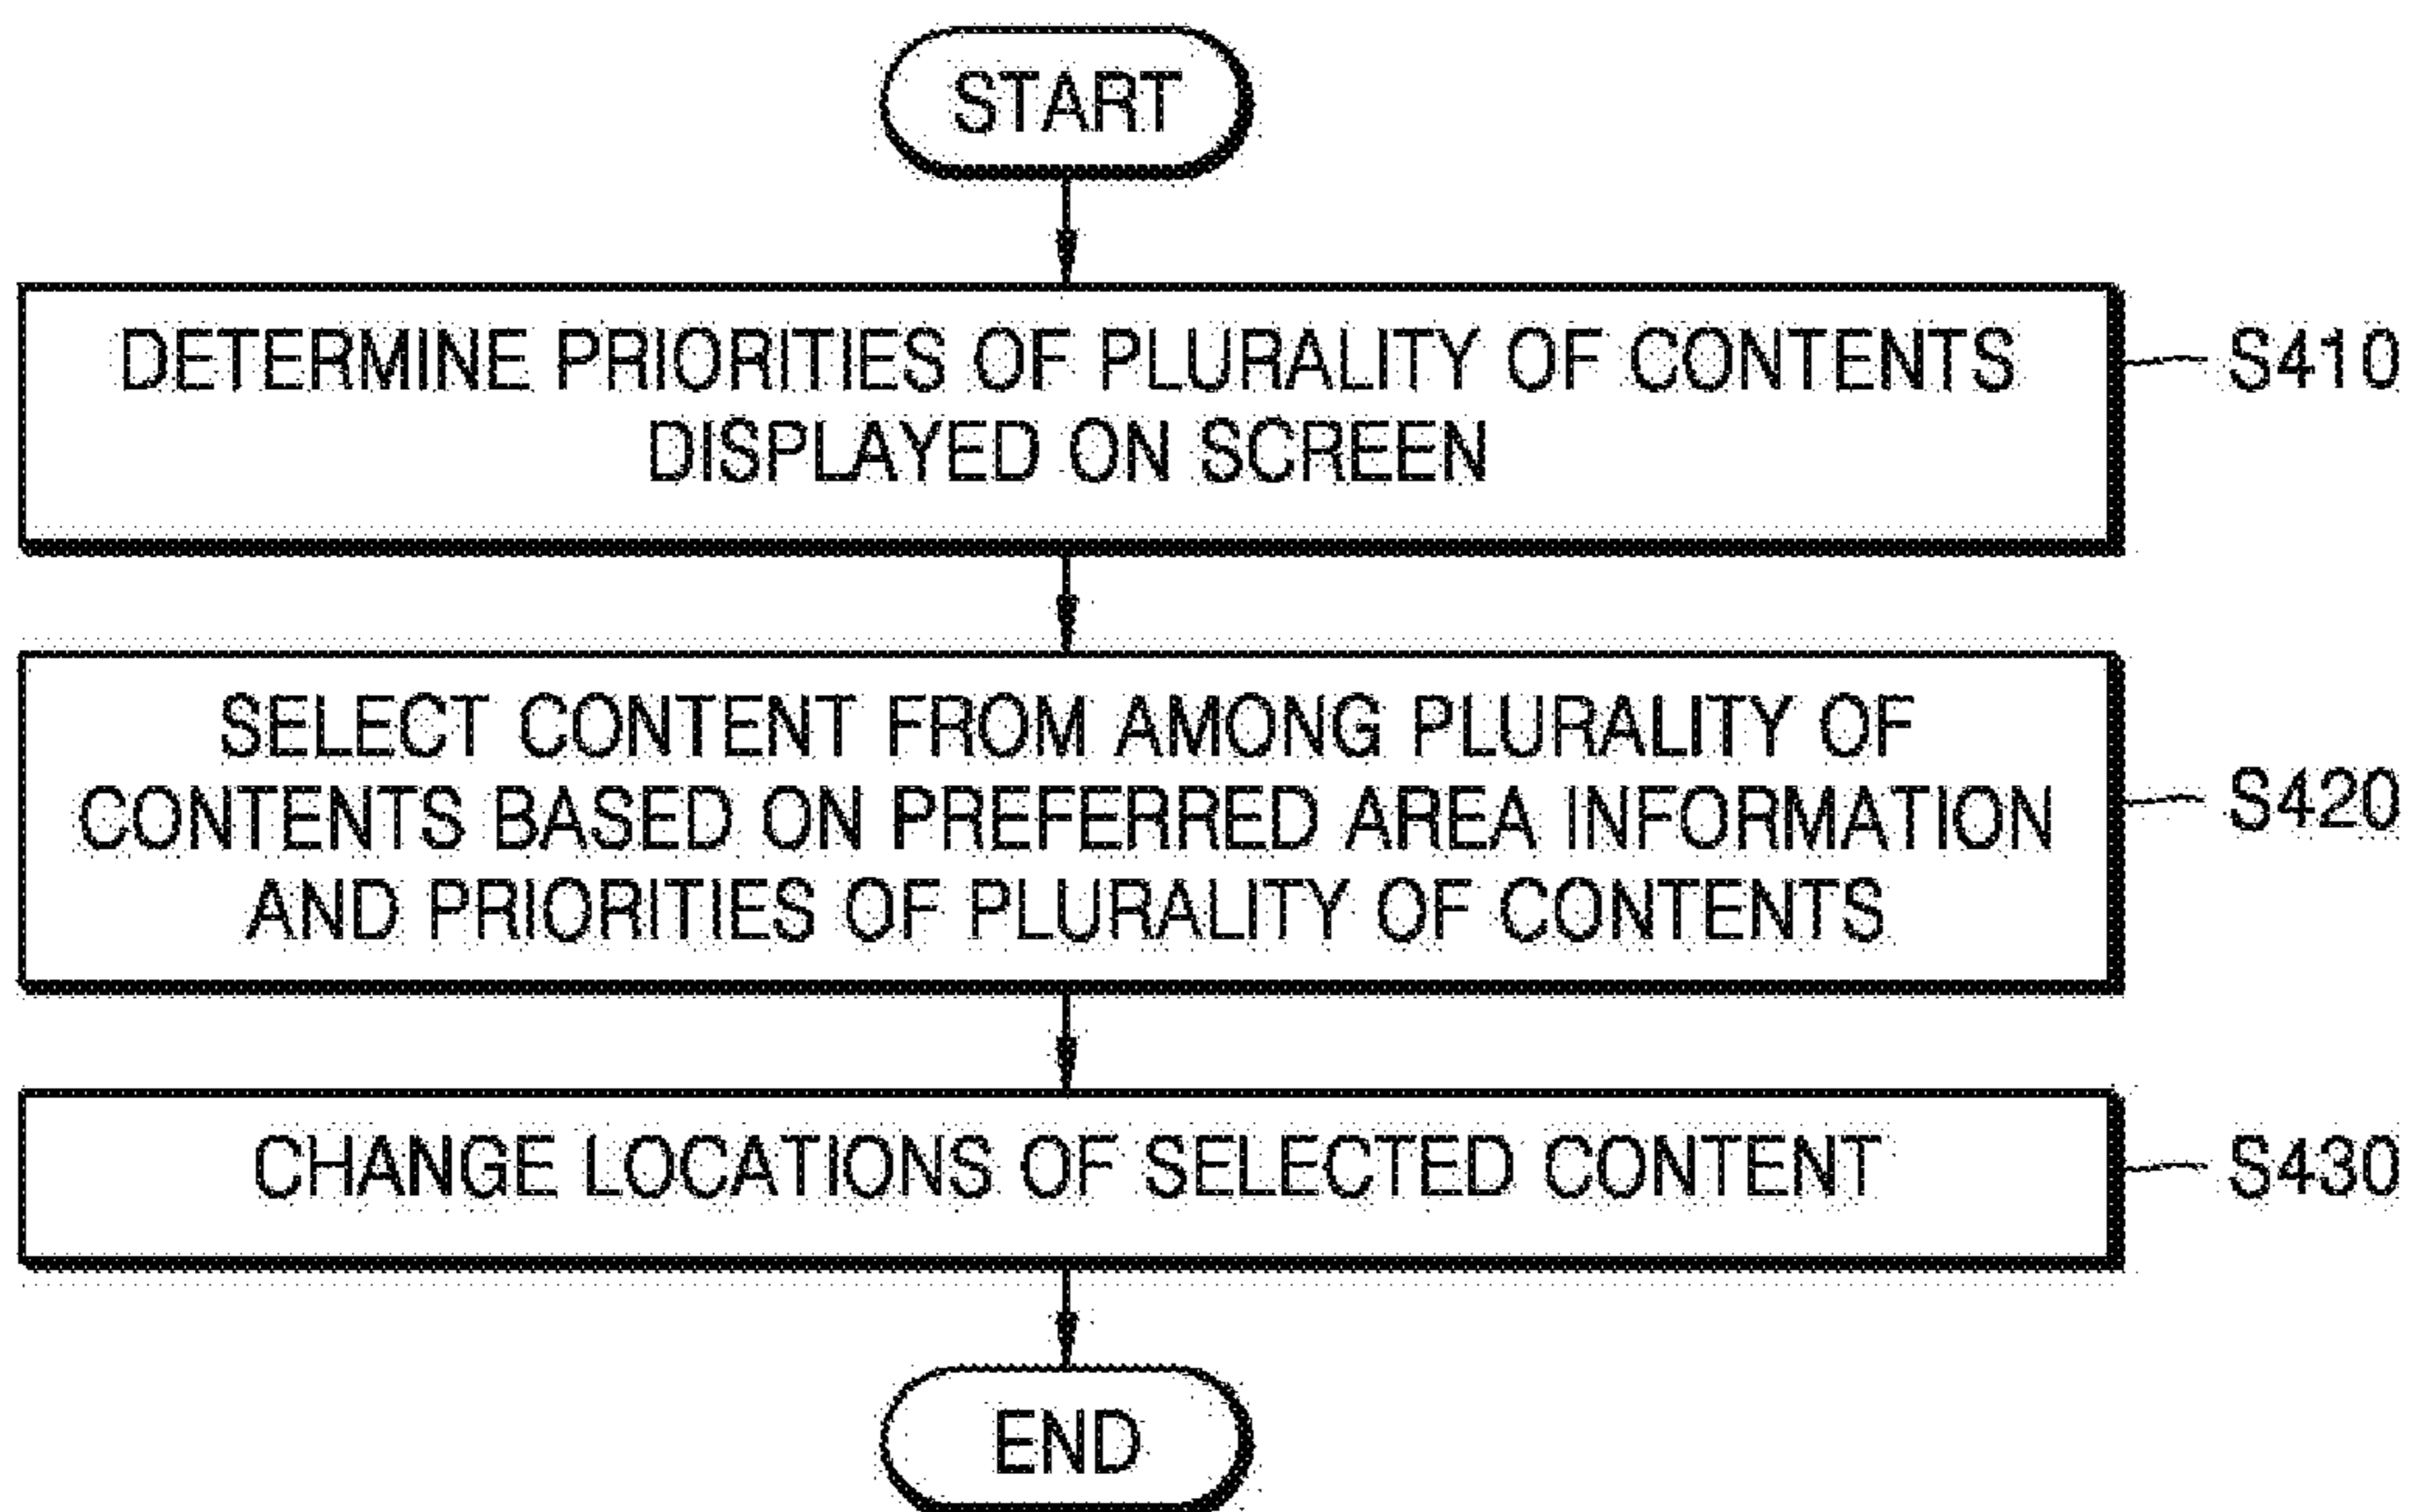 START
DETERMINE PRIORITIES OF PLURALITY OF CONTENTS
DISPLAYED ON SCREEN
S410
SELECT CONTENT FROM AMONG PLURALITY OF
CONTENTS BASED ON PREFERRED AREA INFORMATION
AND PRIORITIES OF PLURALITY OF CONTENTS
S420
CHANGE LOCATIONS OF SELECTED CONTENT
S430
END